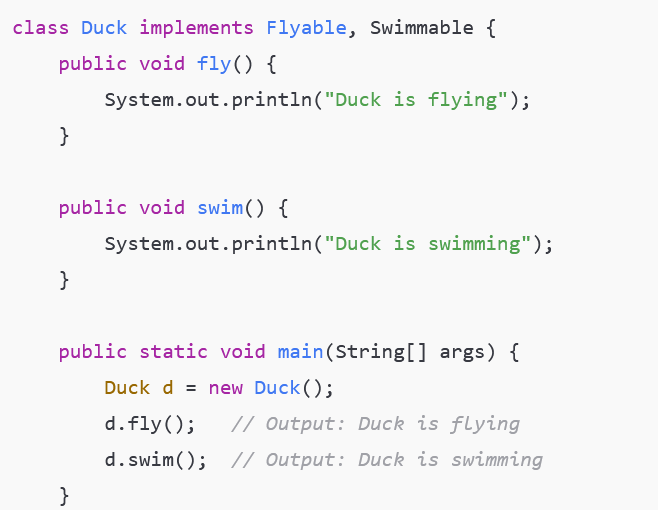 class Duck implements Flyable, Swimmable {
    public void fly() {
        System.out.println("Duck is flying");
    }

    public void swim() {
        System.out.println("Duck is swimming");
    }

    public static void main(String[] args) {
        Duck d = new Duck();
        d.fly();   // Output: Duck is flying
        d.swim();  // Output: Duck is swimming
    }